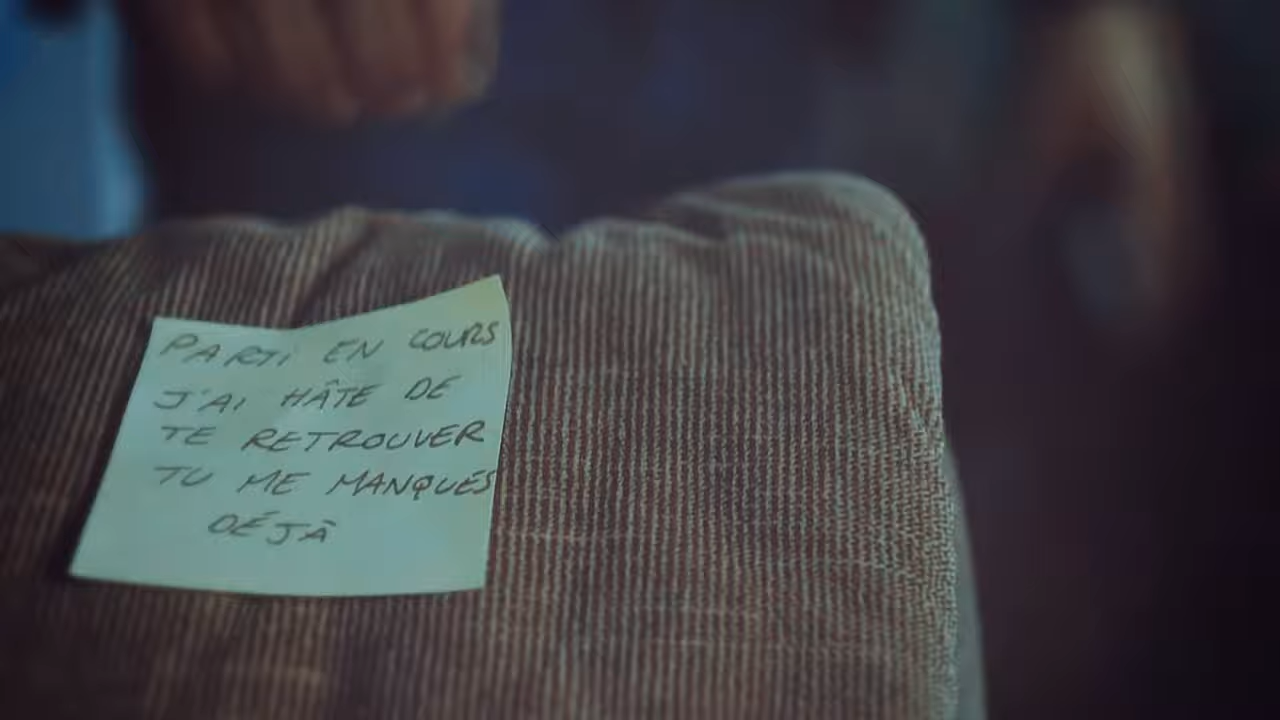 PARTI EN COURS
J'AI HÂTE DE
TE RETROUVER
TU ME MANQUES
DÉJÀ